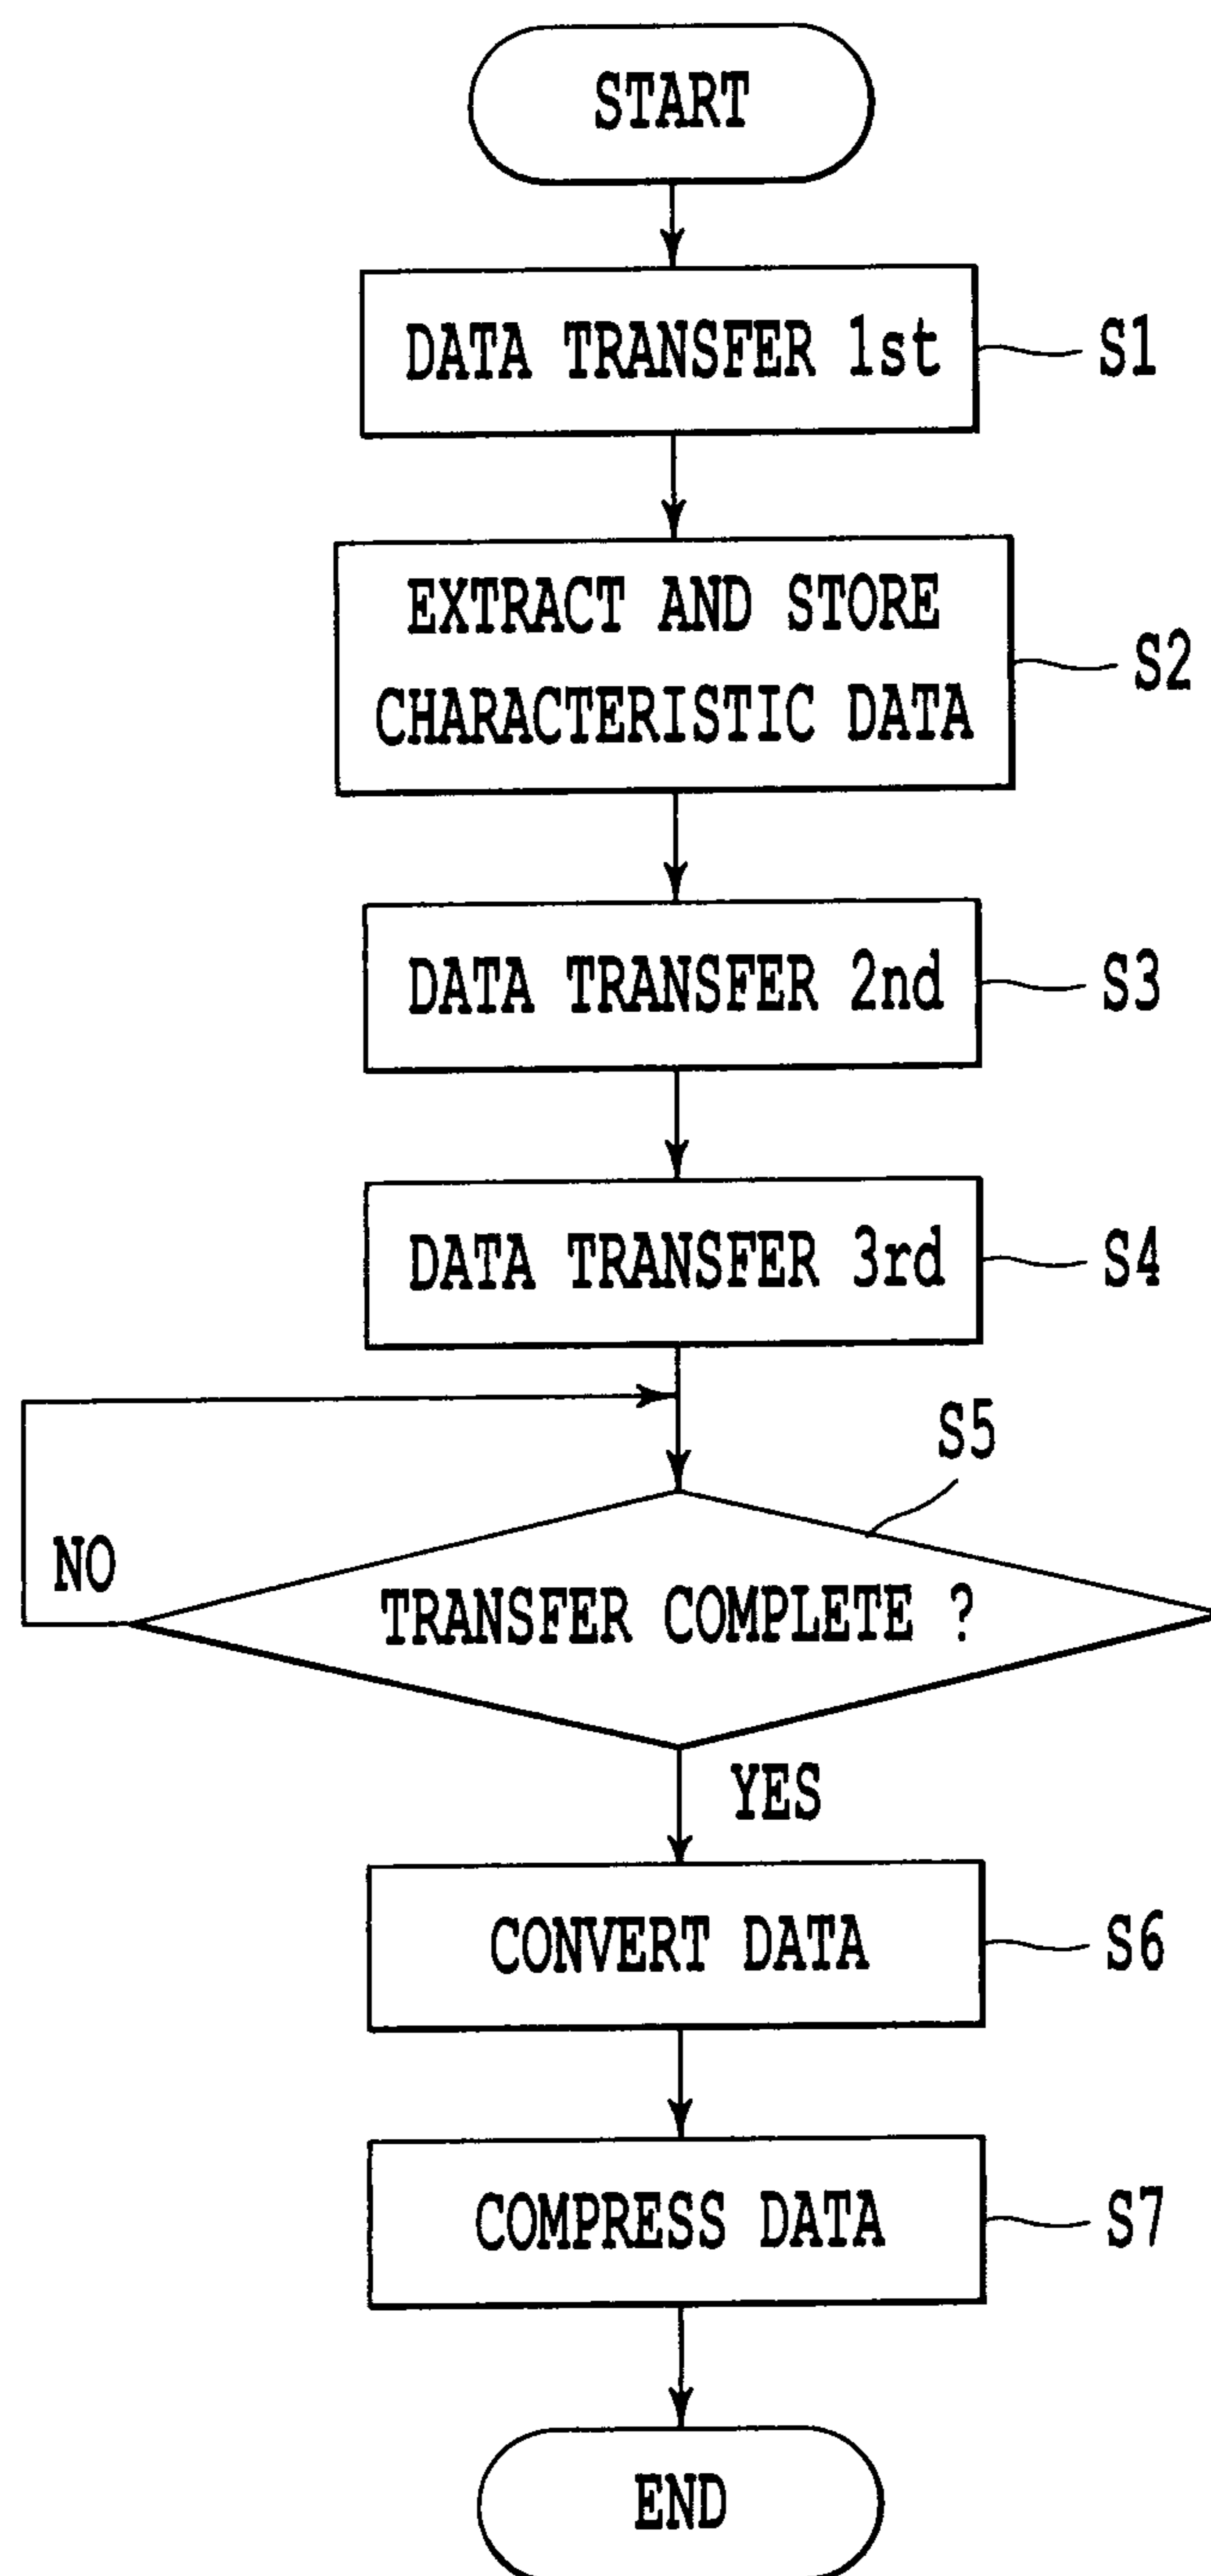 START
DATA TRANSFER 1st
S1
EXTRACT AND STORE
CHARACTERISTIC DATA
S2
DATA TRANSFER 2nd
S3
DATA TRANSFER 3rd
S4
S5
NO
TRANSFER COMPLETE ?
YES
CONVERT DATA
S6
COMPRESS DATA
S7
END